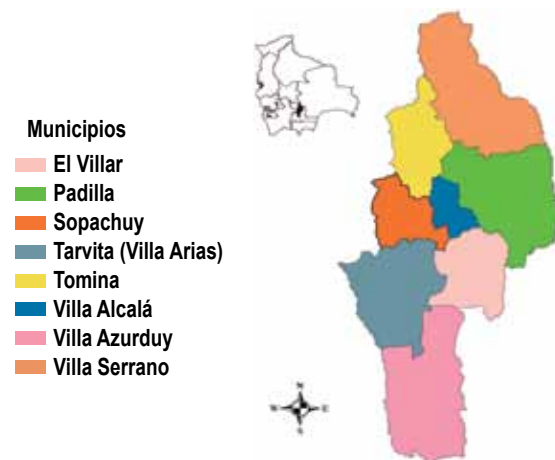 Municipios
El Villar
Padilla
Sopachuy
Tarvita (Villa Arias)
Tomina
Villa Alcalá
Villa Azurduy
Villa Serrano
N
W E
S